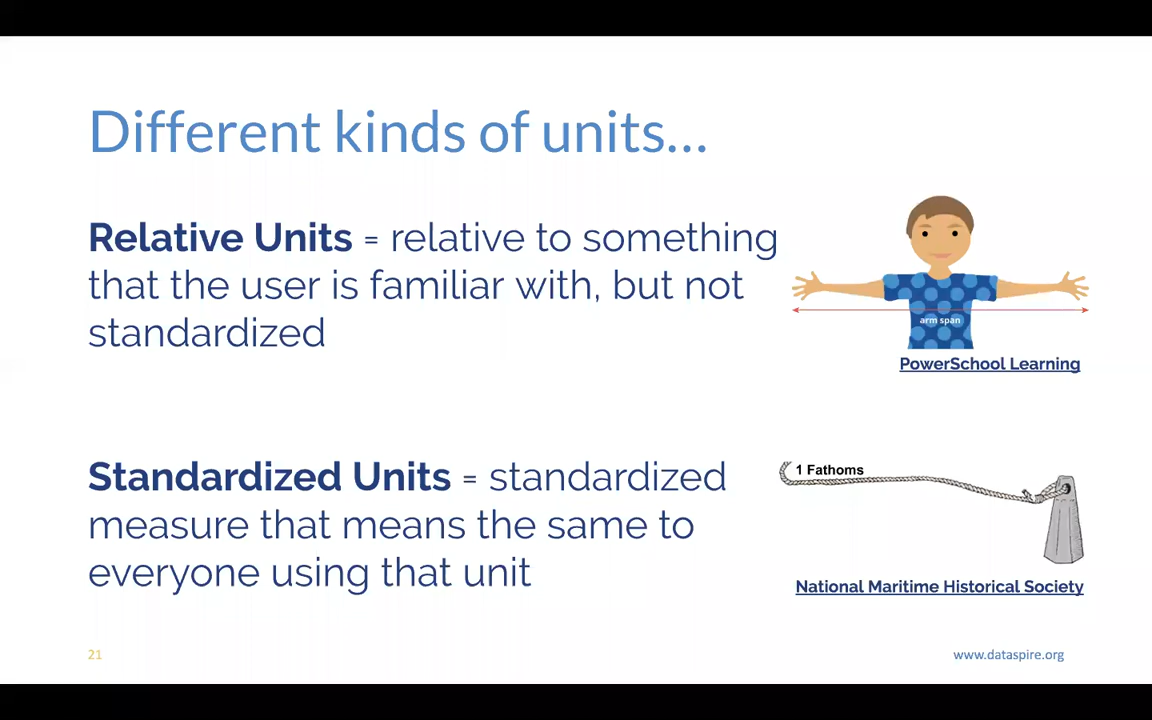 Different kinds of units...
Relative Units = relative to something
that the user is familiar with, but not
standardized
arm span
PowerSchool Learning
Standardized Units = standardized
measure that means the same to
everyone using that unit
1 Fathoms
National Maritime Historical Society
21
www.dataspire.org